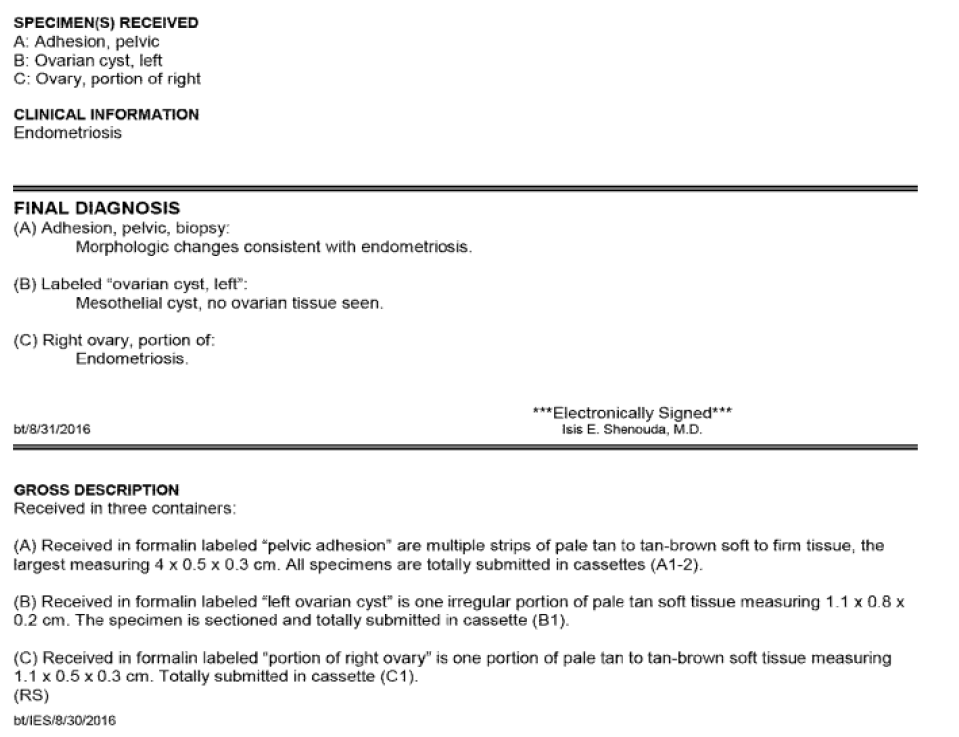 SPECIMEN(S) RECEIVED
A: Adhesion, pelvic
B: Ovarian cyst, left
C: Ovary, portion of right
CLINICAL INFORMATION
Endometriosis
FINAL DIAGNOSIS
(A) Adhesion, pelvic, biopsy:
Morphologic changes consistent with endometriosis.
(B) Labeled “ovarian cyst, left”:
Mesothelial cyst, no ovarian tissue seen.
(C) Right ovary, portion of:
Endometriosis.
***Electronically Signed***
bt/8/31/2016 Isis E. Shenouda, M.D.
GROSS DESCRIPTION
Received in three containers:
(A) Received in formalin labeled “pelvic adhesion” are multiple strips of pale tan to tan-brown soft to firm tissue, the
largest measuring 4 x 0.5 x 0.3 cm. All specimens are totally submitted in cassettes (A1-2).
(B) Received in formalin labeled “left ovarian cyst” is one irregular portion of pale tan soft tissue measuring 1.1 x 0.8 x
0.2 cm. The specimen is sectioned and totally submitted in cassette (B1).
(C) Received in formalin labeled “portion of right ovary” is one portion of pale tan to tan-brown soft tissue measuring
1.1 x 0.5 x 0.3 cm. Totally submitted in cassette (C1).
(RS)
bt/IES/8/30/2016